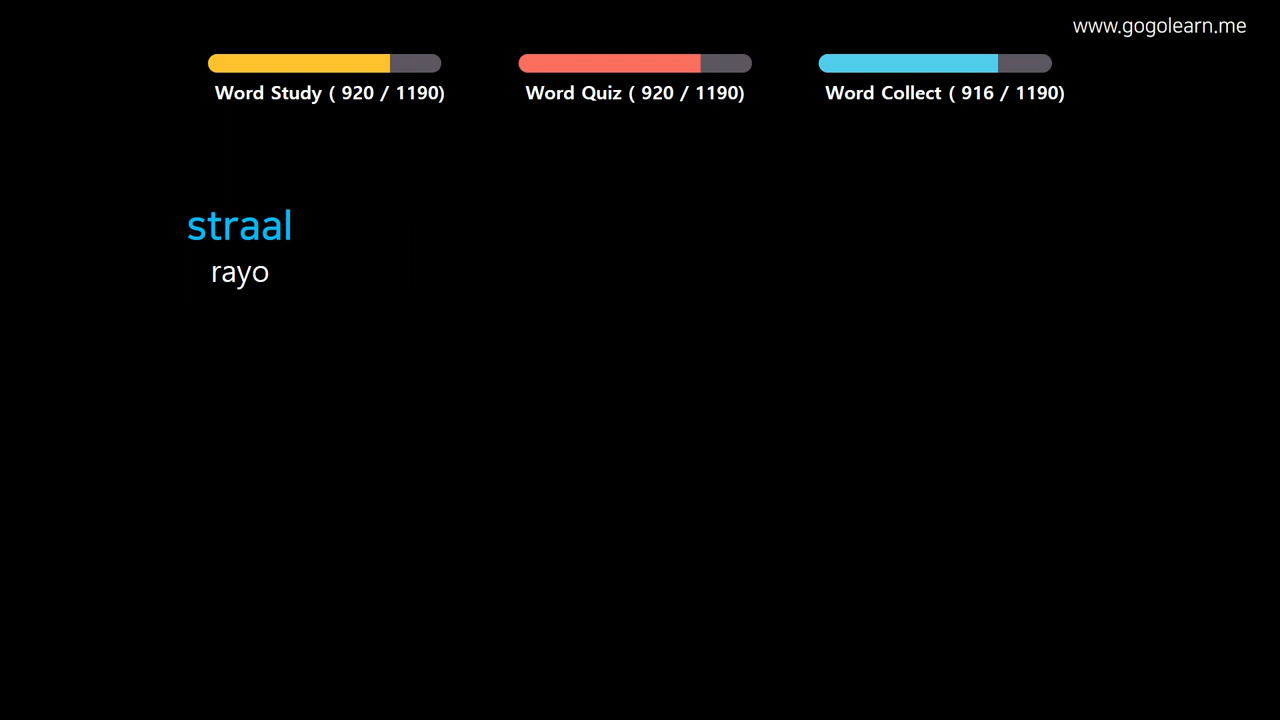 www.gogolearn.me
Word Study ( 920 / 1190)
Word Quiz ( 920 / 1190)
Word Collect ( 916 / 1190)
straal
rayo